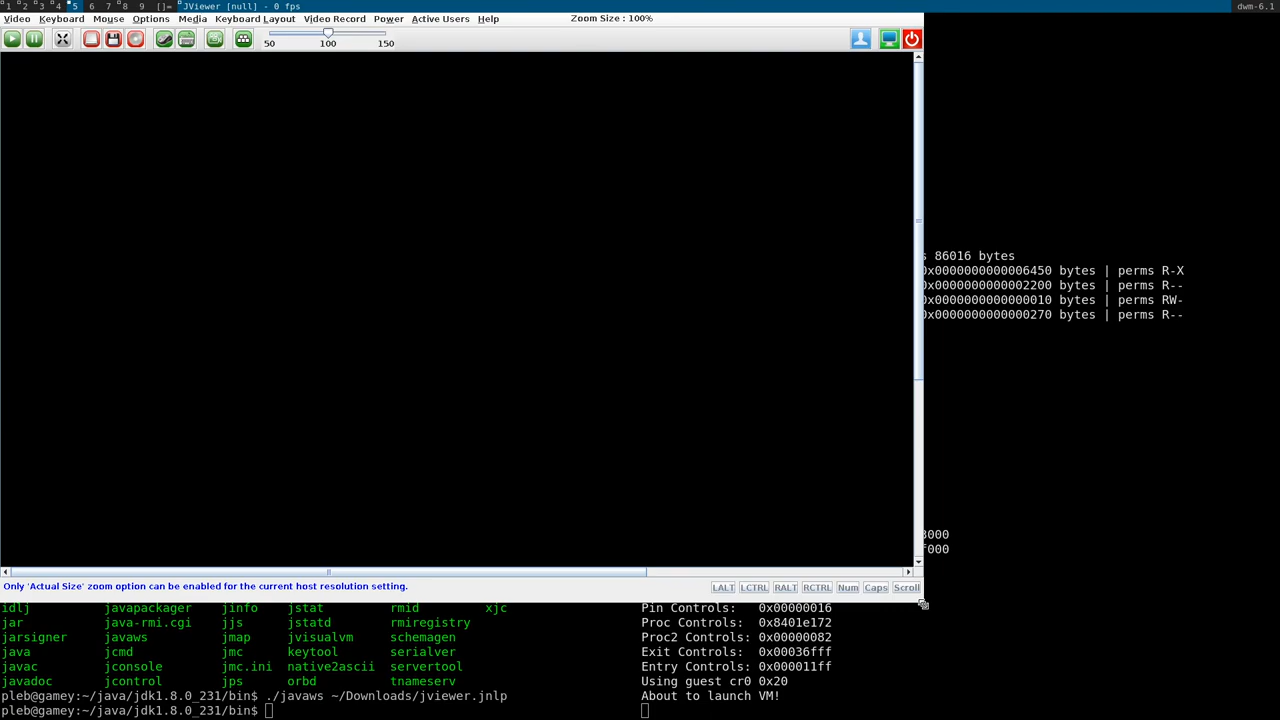 1 2 3 4 5 6 7 8 9 []= JViewer [null] - 0 fps dwm-6.1
Video Keyboard Mouse Options Media Keyboard Layout Video Record Power Active Users Help Zoom Size : 100%
50 100 150
s 86016 bytes
0x0000000000006450 bytes | perms R-X
0x0000000000002200 bytes | perms R--
0x0000000000000010 bytes | perms RW-
0x0000000000000270 bytes | perms R--
000
000
Only 'Actual Size' zoom option can be enabled for the current host resolution setting. LALT LCTRL RALT RCTRL Num Caps Scroll
idlj javapackager jinfo jstat rmid xjc Pin Controls: 0x00000016
jar java-rmi.cgi jjs jstatd rmiregistry Proc Controls: 0x8401e172
jarsigner javaws jmap jvisualvm schemagen Proc2 Controls: 0x00000082
java jcmd jmc keytool serialver Exit Controls: 0x00036fff
javac jconsole jmc.ini native2ascii servertool Entry Controls: 0x000011ff
javadoc jcontrol jps orbd tnameserv Using guest cr0 0x20
pleb@gamey:~/java/jdk1.8.0_231/bin$ ./javaws ~/Downloads/jviewer.jnlp About to launch VM!
pleb@gamey:~/java/jdk1.8.0_231/bin$